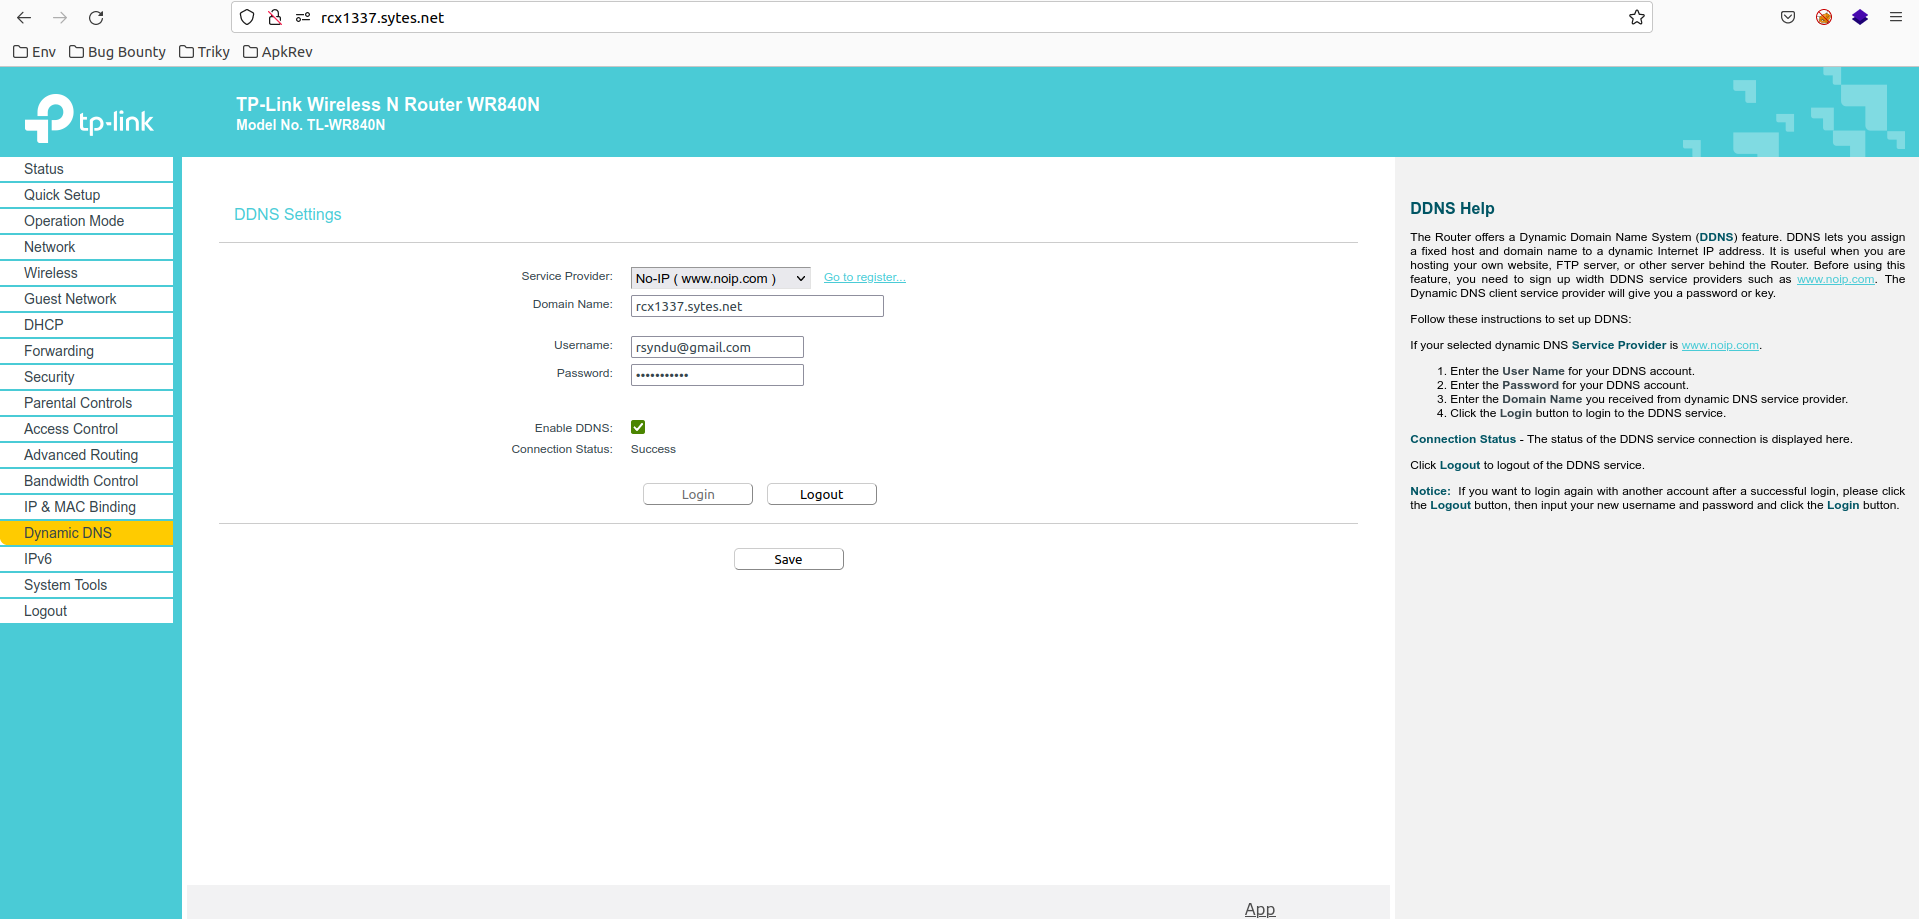 rcx1337.sytes.net
Env Bug Bounty Triky ApkRev
tp-link
TP-Link Wireless N Router WR840N
Model No. TL-WR840N
Status
Quick Setup
Operation Mode
Network
Wireless
Guest Network
DHCP
Forwarding
Security
Parental Controls
Access Control
Advanced Routing
Bandwidth Control
IP & MAC Binding
Dynamic DNS
IPv6
System Tools
Logout
DDNS Settings
Service Provider: No-IP ( www.noip.com ) Go to register...
Domain Name: rcx1337.sytes.net
Username: rsyndu@gmail.com
Password: •••••••••••
Enable DDNS:
Connection Status: Success
Login Logout
Save
DDNS Help
The Router offers a Dynamic Domain Name System (DDNS) feature. DDNS lets you assign
a fixed host and domain name to a dynamic Internet IP address. It is useful when you are
hosting your own website, FTP server, or other server behind the Router. Before using this
feature, you need to sign up width DDNS service providers such as www.noip.com. The
Dynamic DNS client service provider will give you a password or key.
Follow these instructions to set up DDNS:
If your selected dynamic DNS Service Provider is www.noip.com.
1. Enter the User Name for your DDNS account.
2. Enter the Password for your DDNS account.
3. Enter the Domain Name you received from dynamic DNS service provider.
4. Click the Login button to login to the DDNS service.
Connection Status - The status of the DDNS service connection is displayed here.
Click Logout to logout of the DDNS service.
Notice: If you want to login again with another account after a successful login, please click
the Logout button, then input your new username and password and click the Login button.
App